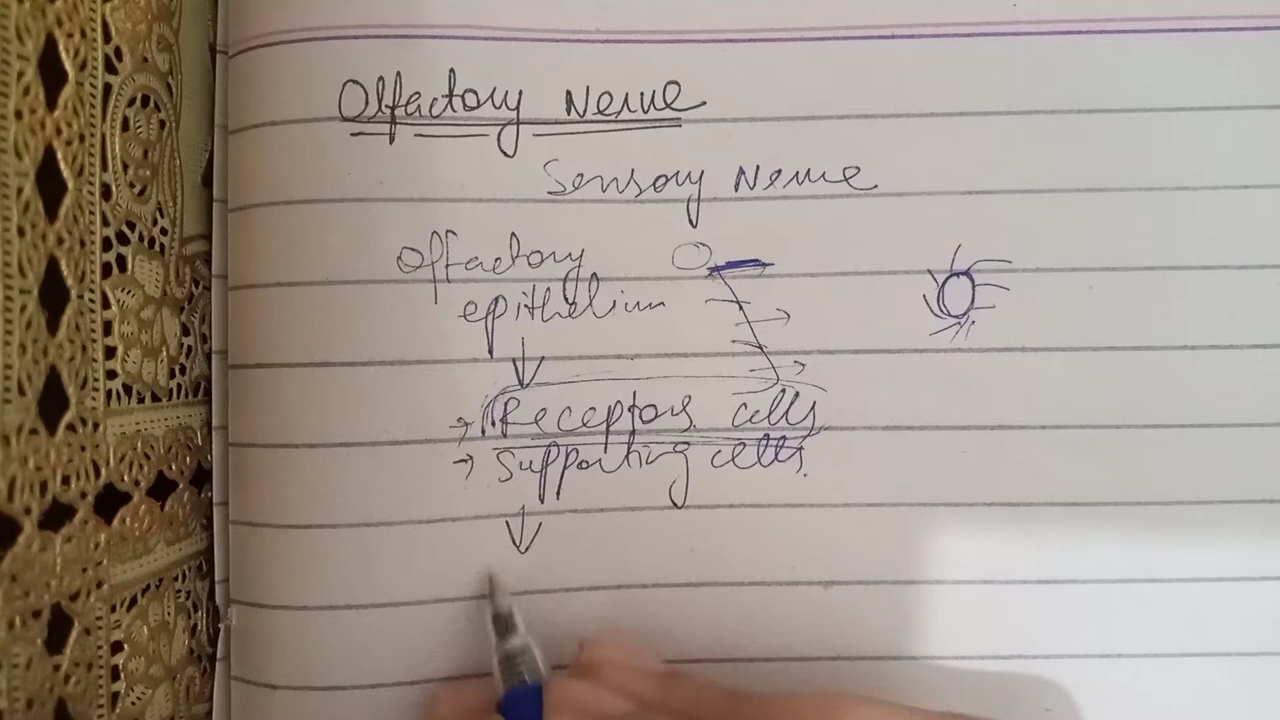 Olfactory Nerve
Sensory Nerve
Olfactory
epithelium
↓
→ Receptors cells
→ Supporting cells.
↓